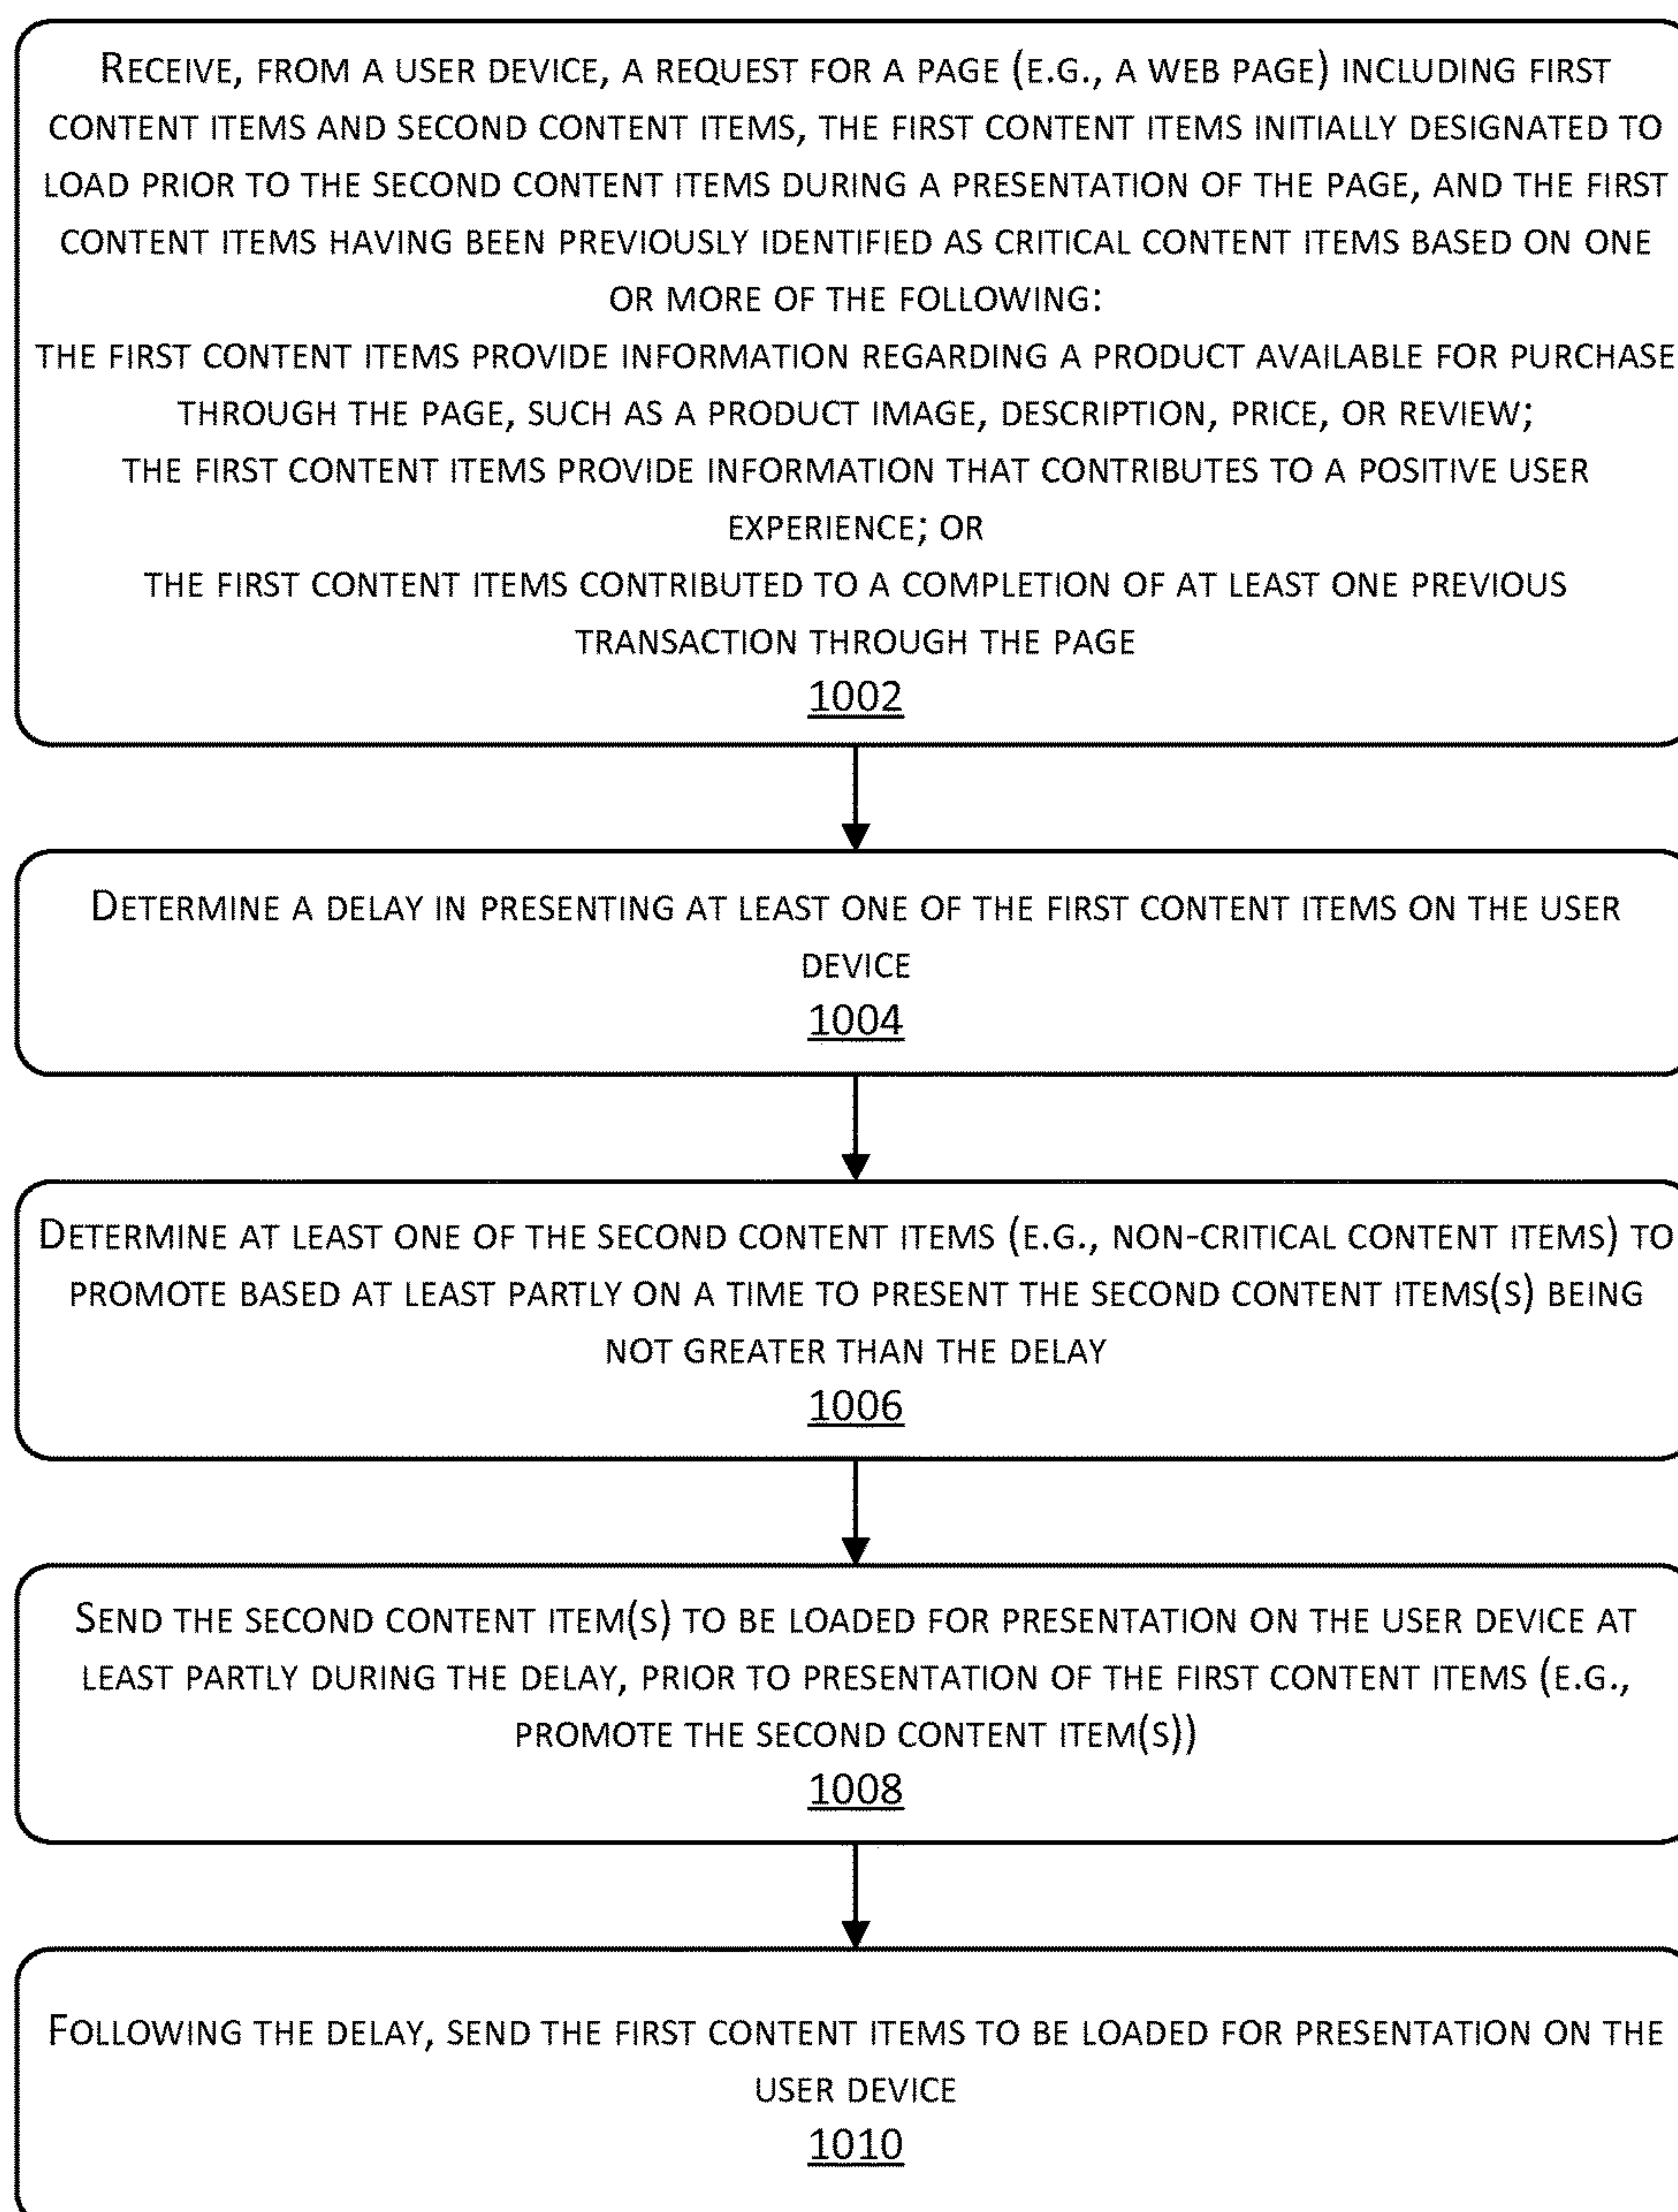 RECEIVE, FROM A USER DEVICE, A REQUEST FOR A PAGE (E.G., A WEB PAGE) INCLUDING FIRST
CONTENT ITEMS AND SECOND CONTENT ITEMS, THE FIRST CONTENT ITEMS INITIALLY DESIGNATED TO
LOAD PRIOR TO THE SECOND CONTENT ITEMS DURING A PRESENTATION OF THE PAGE, AND THE FIRST
CONTENT ITEMS HAVING BEEN PREVIOUSLY IDENTIFIED AS CRITICAL CONTENT ITEMS BASED ON ONE
OR MORE OF THE FOLLOWING:
THE FIRST CONTENT ITEMS PROVIDE INFORMATION REGARDING A PRODUCT AVAILABLE FOR PURCHASE
THROUGH THE PAGE, SUCH AS A PRODUCT IMAGE, DESCRIPTION, PRICE, OR REVIEW;
THE FIRST CONTENT ITEMS PROVIDE INFORMATION THAT CONTRIBUTES TO A POSITIVE USER
EXPERIENCE; OR
THE FIRST CONTENT ITEMS CONTRIBUTED TO A COMPLETION OF AT LEAST ONE PREVIOUS
TRANSACTION THROUGH THE PAGE
1002
DETERMINE A DELAY IN PRESENTING AT LEAST ONE OF THE FIRST CONTENT ITEMS ON THE USER
DEVICE
1004
DETERMINE AT LEAST ONE OF THE SECOND CONTENT ITEMS (E.G., NON-CRITICAL CONTENT ITEMS) TO
PROMOTE BASED AT LEAST PARTLY ON A TIME TO PRESENT THE SECOND CONTENT ITEMS(S) BEING
NOT GREATER THAN THE DELAY
1006
SEND THE SECOND CONTENT ITEM(S) TO BE LOADED FOR PRESENTATION ON THE USER DEVICE AT
LEAST PARTLY DURING THE DELAY, PRIOR TO PRESENTATION OF THE FIRST CONTENT ITEMS (E.G.,
PROMOTE THE SECOND CONTENT ITEM(S))
1008
FOLLOWING THE DELAY, SEND THE FIRST CONTENT ITEMS TO BE LOADED FOR PRESENTATION ON THE
USER DEVICE
1010